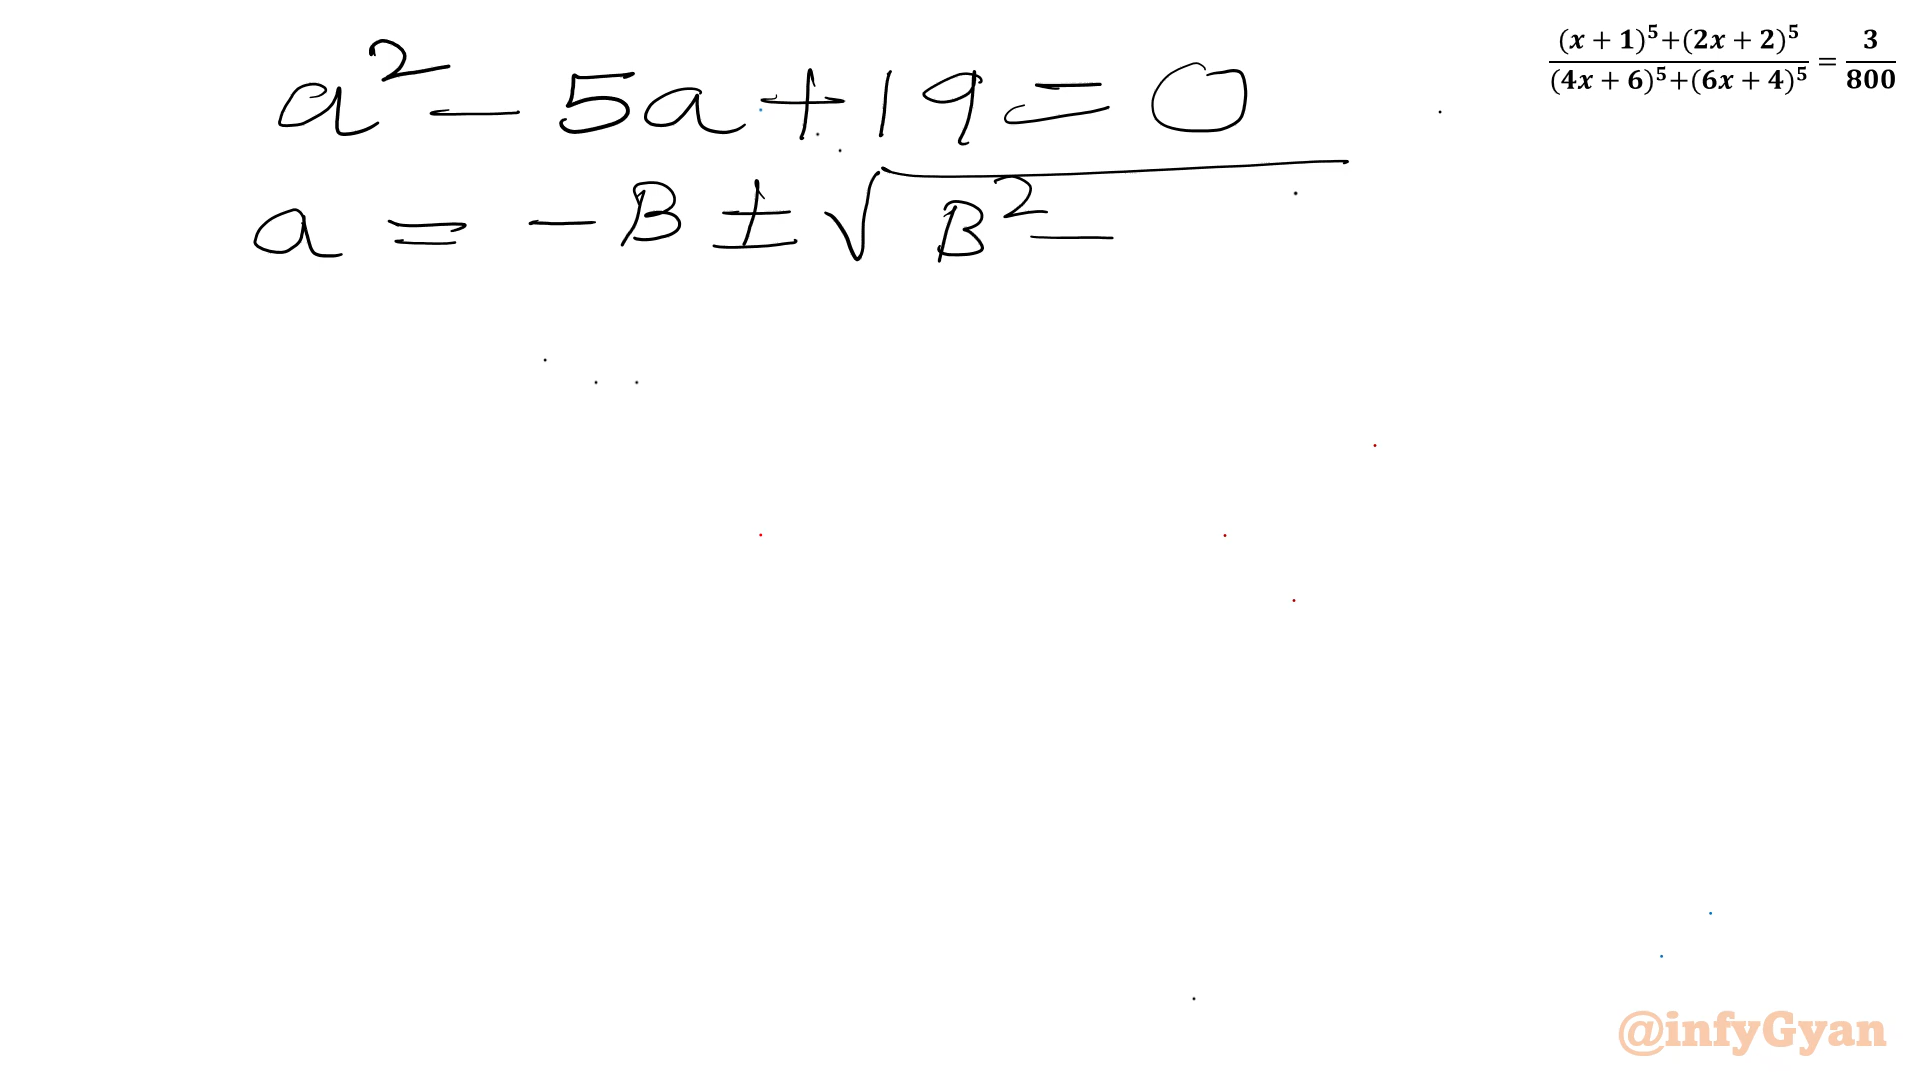 a² - 5a + 19 = 0
a = - B ± √B² -
(x + 1)⁵+(2x + 2)⁵ / (4x + 6)⁵+(6x + 4)⁵ = 3 / 800
@infyGyan